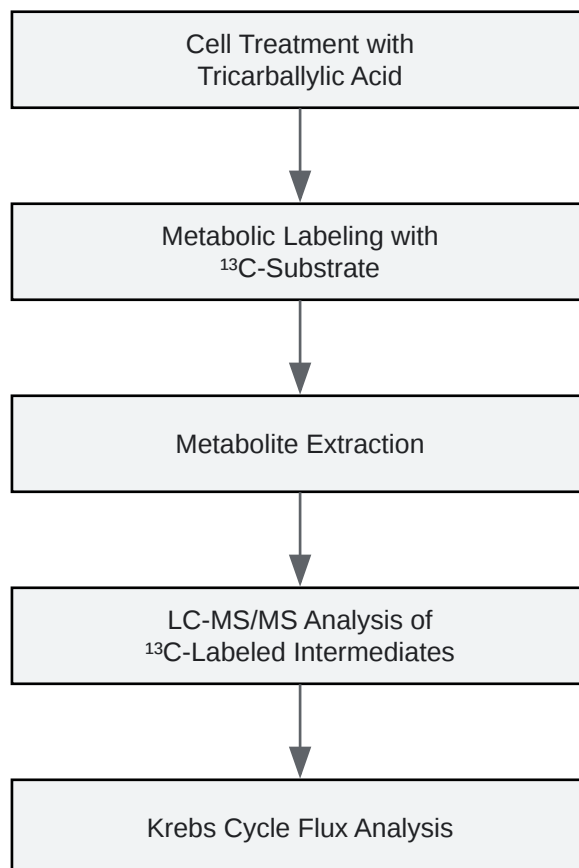 Cell Treatment with
Tricarballylic Acid
Metabolic Labeling with
¹³C-Substrate
Metabolite Extraction
LC-MS/MS Analysis of
¹³C-Labeled Intermediates
Krebs Cycle Flux Analysis